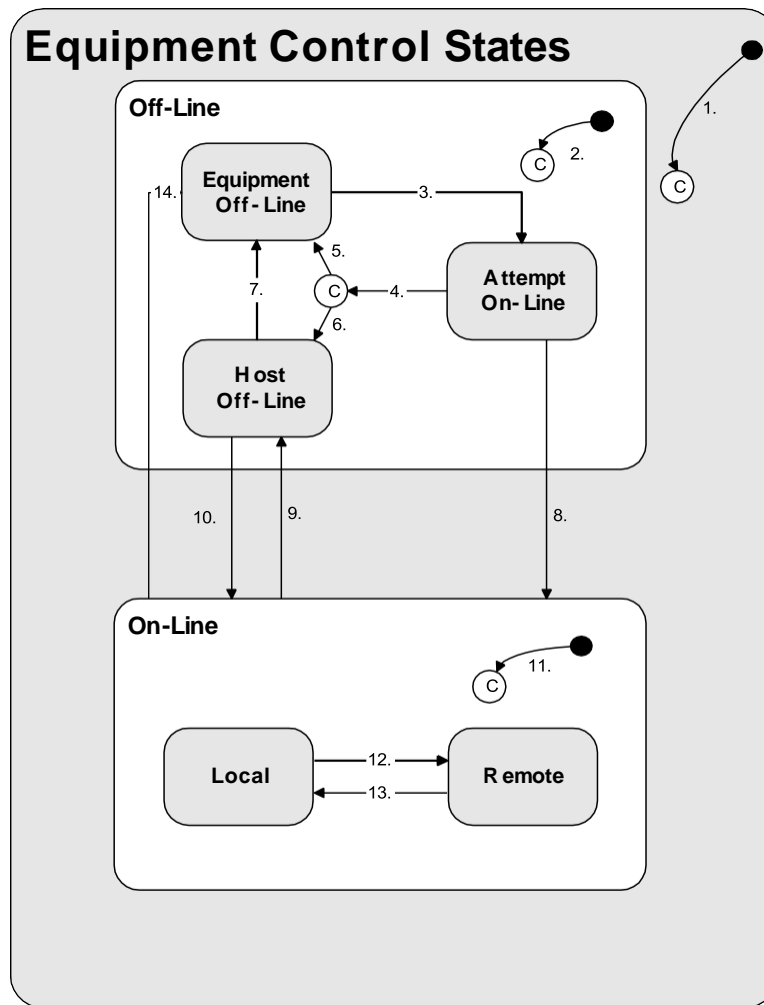 Equipment Control States
Off-Line
1.
2.
C
C
14.
Equipment
Off-Line
3.
5.
C
4.
Attempt
On-Line
7.
6.
Host
Off-Line
10.
9.
8.
On-Line
11.
C
Local
12.
13.
Remote